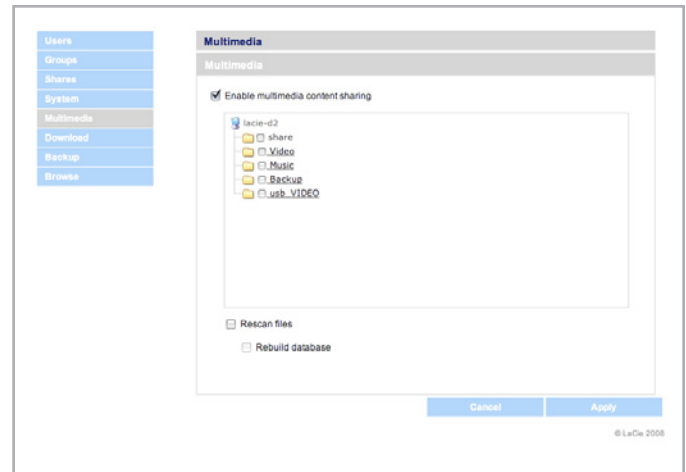 Users
Groups
Shares
System
Multimedia
Download
Backup
Browse
Multimedia
Multimedia
Enable multimedia content sharing
lacie-d2
share
Video
Music
Backup
usb_VIDEO
Rescan files
Rebuild database
Cancel
Apply
© LaCie 2008